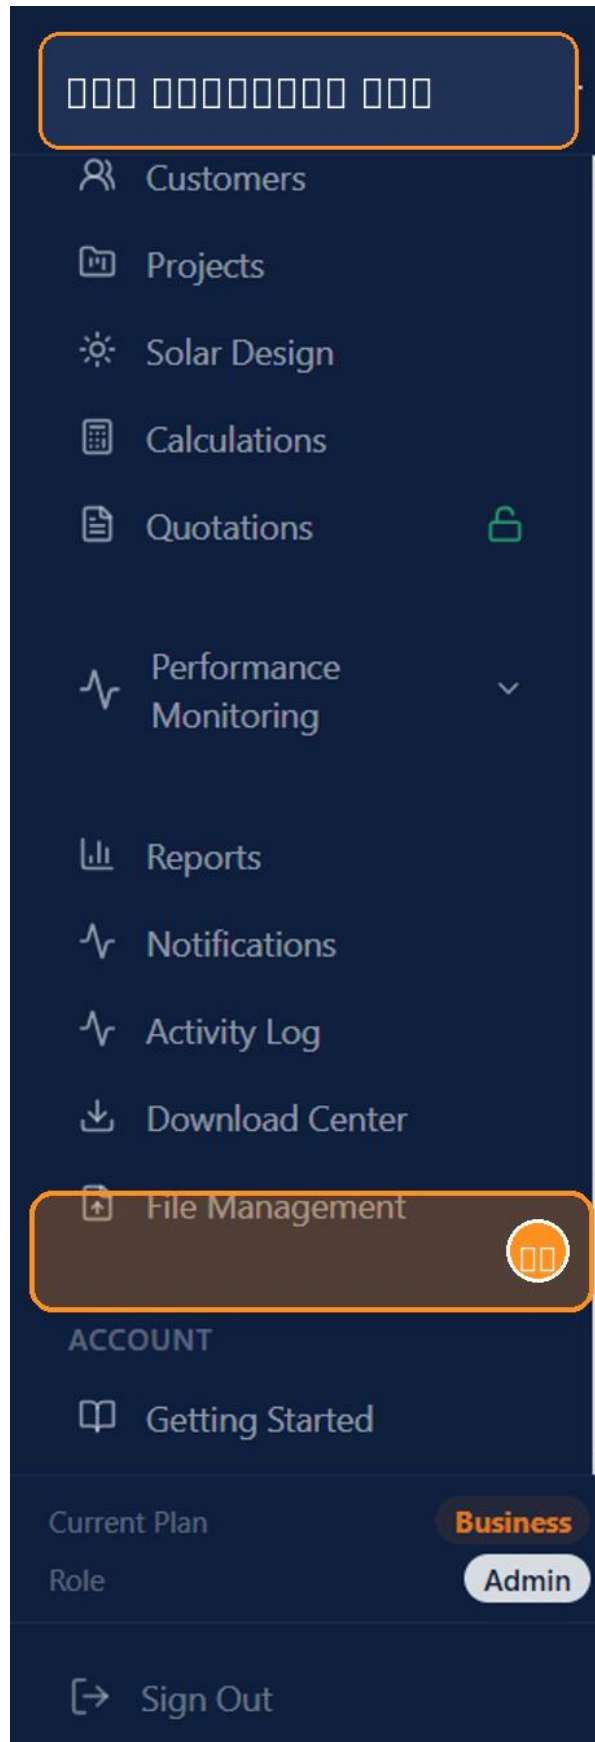 Customers
Projects
Solar Design
Calculations
Quotations
Performance
Monitoring
Reports
Notifications
Activity Log
Download Center
File Management
ACCOUNT
Getting Started
Current Plan Business
Role Admin
Sign Out